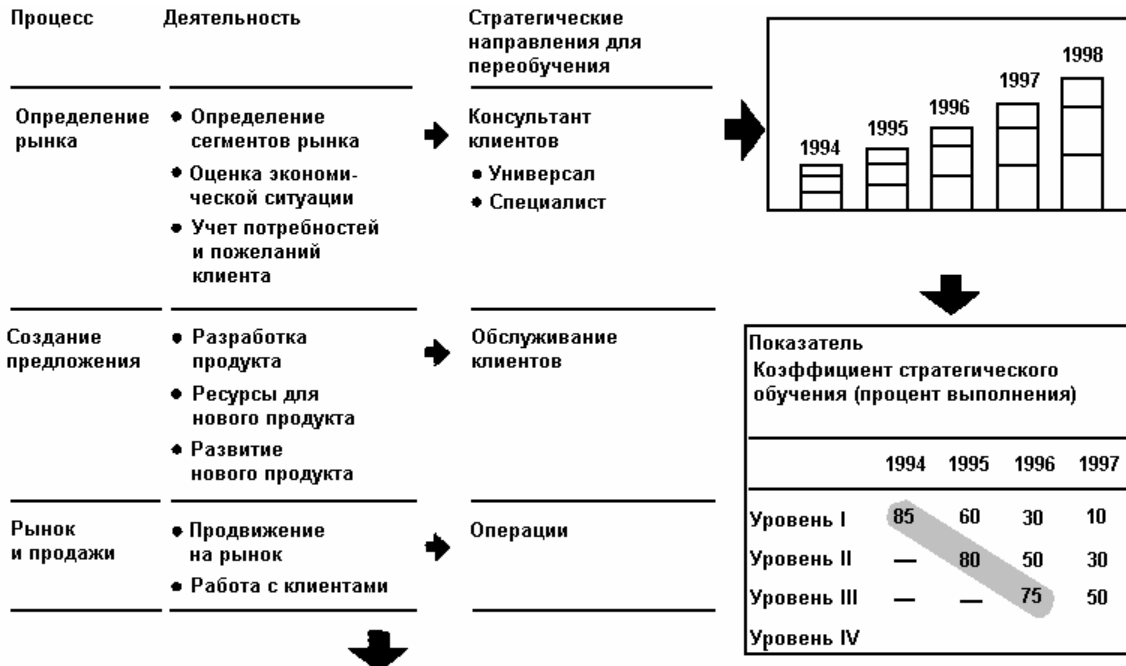 Процесс
Деятельность
Стратегические
направления для
переобучения
Определение
рынка
• Определение
сегментов рынка
• Оценка экономи-
ческой ситуации
• Учет потребностей
и пожеланий
клиента
Консультант
клиентов
• Универсал
• Специалист
Создание
предложения
• Разработка
продукта
• Ресурсы для
нового продукта
• Развитие
нового продукта
Обслуживание
клиентов
Рынок
и продажи
• Продвижение
на рынок
• Работа с клиентами
Операции
1994 1995 1996 1997 1998
Показатель
Коэффициент стратегического
обучения (процент выполнения)
1994 1995 1996 1997
Уровень I 85 60 30 10
Уровень II — 80 50 30
Уровень III — — 75 50
Уровень IV